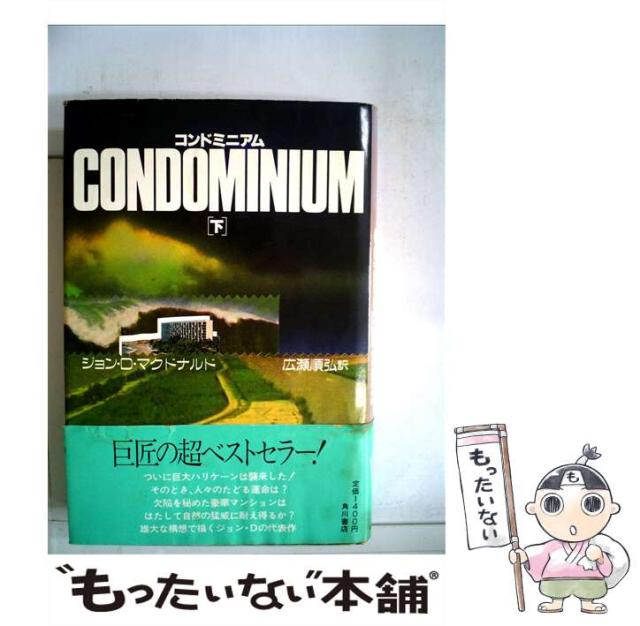 コンドミニアム
CONDOMINIUM
[下]
ジョン・D・マクドナルド
広瀬順弘訳
巨匠の超ベストセラー!
ついに巨大ハリケーンは襲来した!
そのとき、人々のたどる運命は?
欠陥を秘めた豪華マンションは
はたして自然の猛威に耐え得るか?
雄大な構想で描くジョン・Dの代表作
定価1400円
角川書店
もったいない
も
"もったいない"本舗®